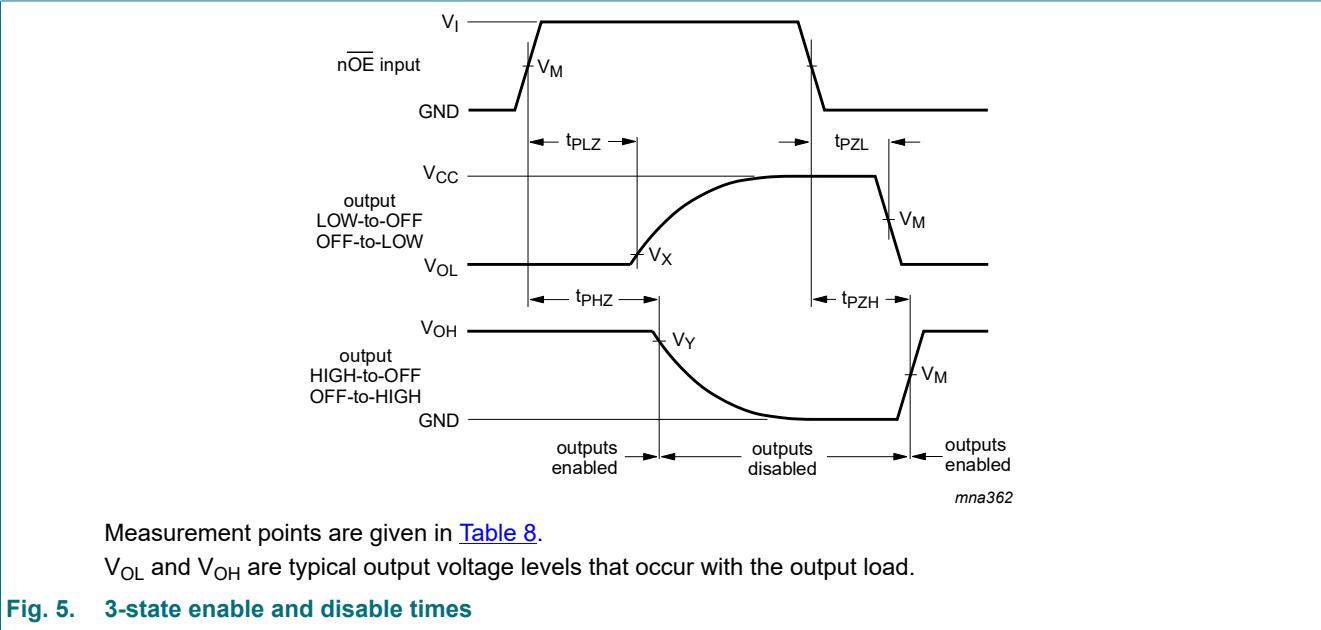 V_I
nO̅E̅ input
V_M
GND
t_PLZ
t_PZL
V_CC
output
LOW-to-OFF
OFF-to-LOW
V_M
V_X
V_OL
t_PHZ
t_PZH
V_OH
V_Y
output
HIGH-to-OFF
OFF-to-HIGH
V_M
GND
outputs
enabled
outputs
disabled
outputs
enabled
mna362
Measurement points are given in Table 8.
V_OL and V_OH are typical output voltage levels that occur with the output load.
Fig. 5. 3-state enable and disable times